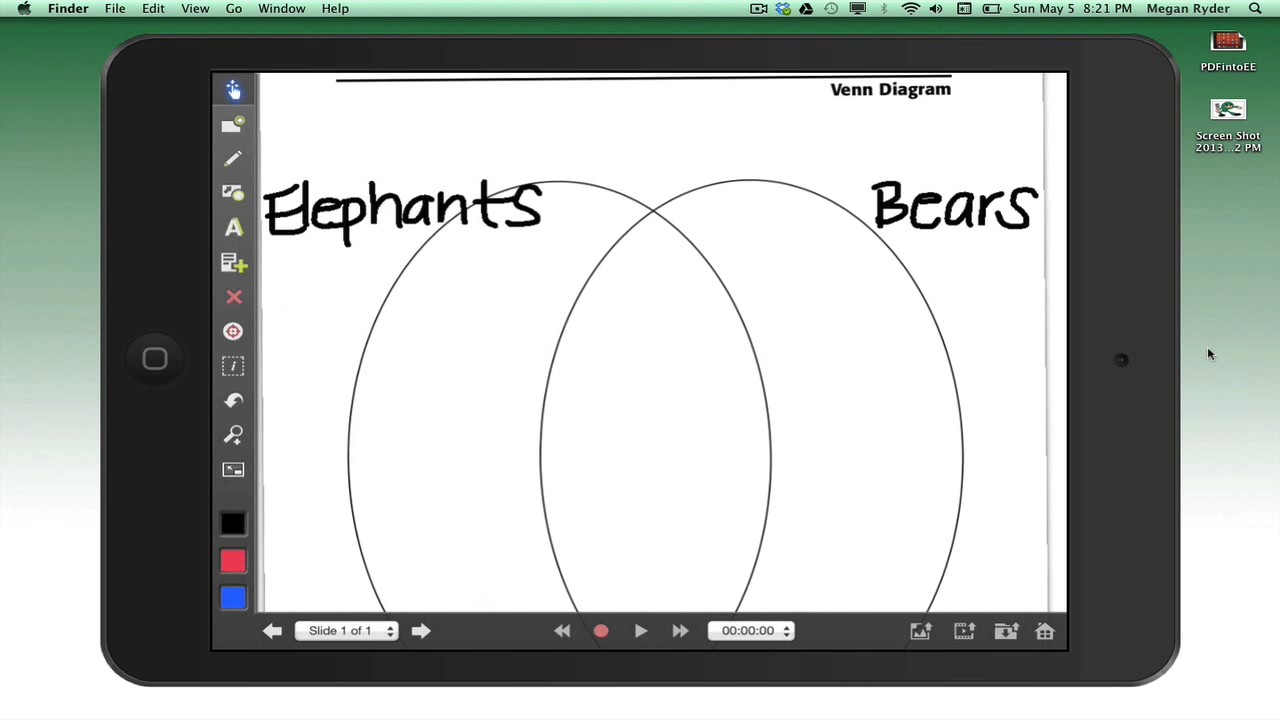 Finder File Edit View Go Window Help Sun May 5 8:21 PM Megan Ryder
PDFintoEE
Screen Shot
2013...2 PM
Venn Diagram
Elephants Bears
A
i
Slide 1 of 1 00:00:00